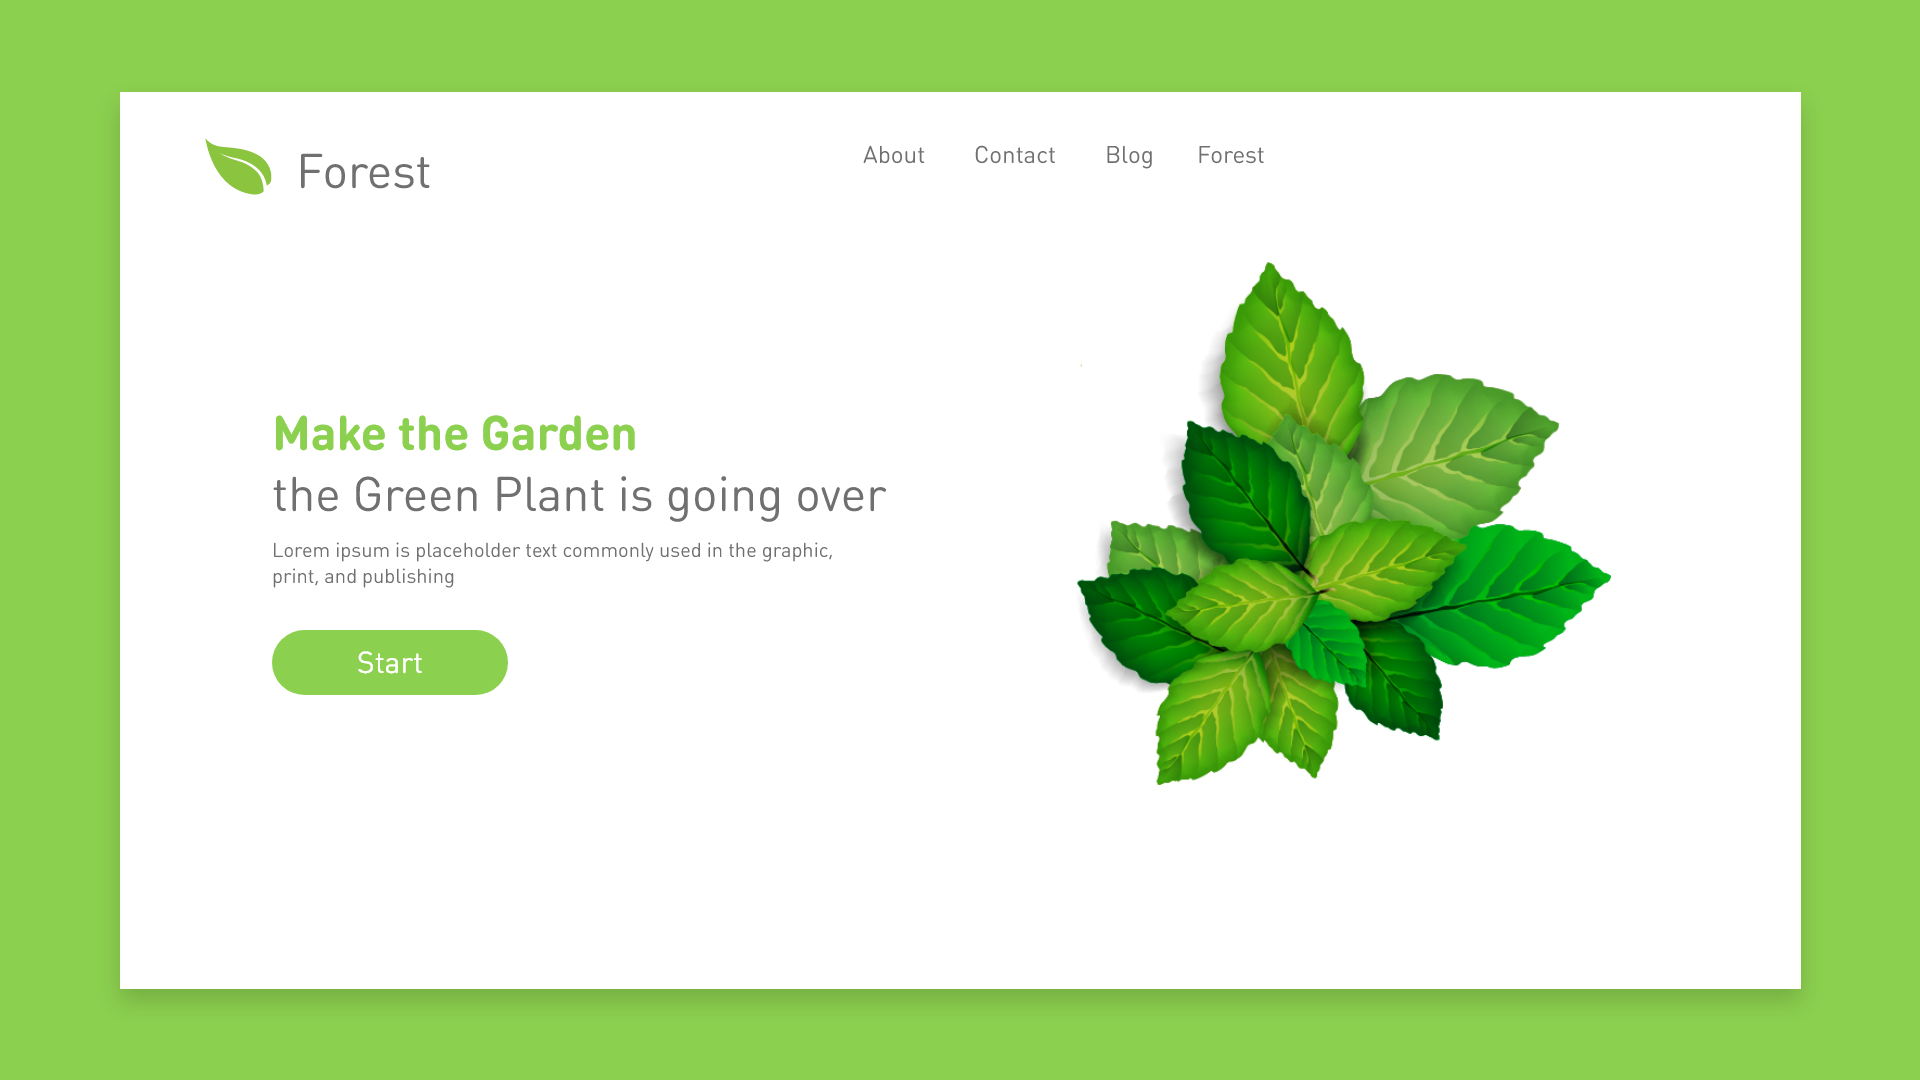 Forest
About Contact Blog Forest
Make the Garden
the Green Plant is going over
Lorem ipsum is placeholder text commonly used in the graphic,
print, and publishing
Start